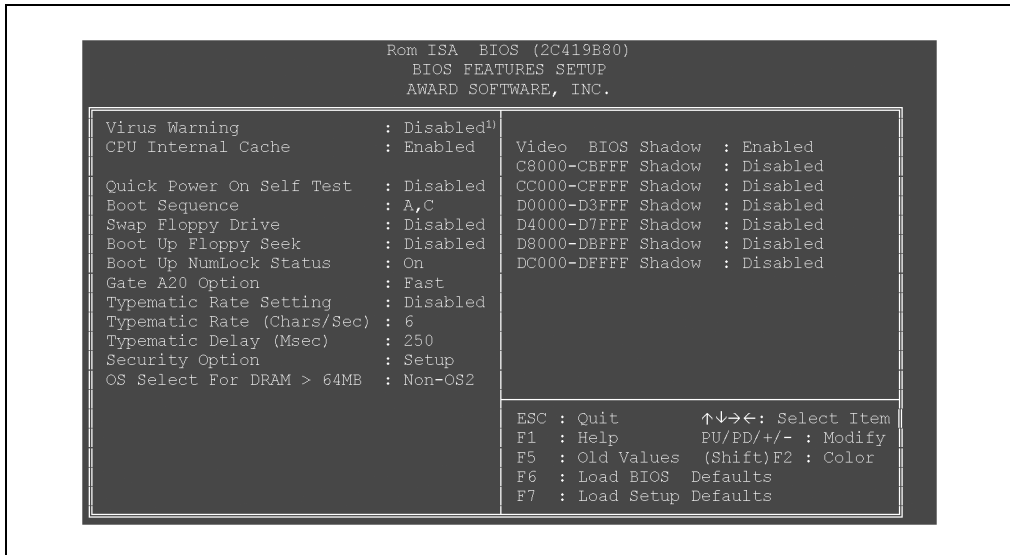 Rom ISA BIOS (2C419B80)
BIOS FEATURES SETUP
AWARD SOFTWARE, INC.
Virus Warning : Disabled1)
CPU Internal Cache : Enabled
Quick Power On Self Test : Disabled
Boot Sequence : A,C
Swap Floppy Drive : Disabled
Boot Up Floppy Seek : Disabled
Boot Up NumLock Status : On
Gate A20 Option : Fast
Typematic Rate Setting : Disabled
Typematic Rate (Chars/Sec) : 6
Typematic Delay (Msec) : 250
Security Option : Setup
OS Select For DRAM > 64MB : Non-OS2
Video BIOS Shadow : Enabled
C8000-CBFFF Shadow : Disabled
CC000-CFFFF Shadow : Disabled
D0000-D3FFF Shadow : Disabled
D4000-D7FFF Shadow : Disabled
D8000-DBFFF Shadow : Disabled
DC000-DFFFF Shadow : Disabled
ESC : Quit ↑↓→←: Select Item
F1 : Help PU/PD/+/- : Modify
F5 : Old Values (Shift)F2 : Color
F6 : Load BIOS Defaults
F7 : Load Setup Defaults